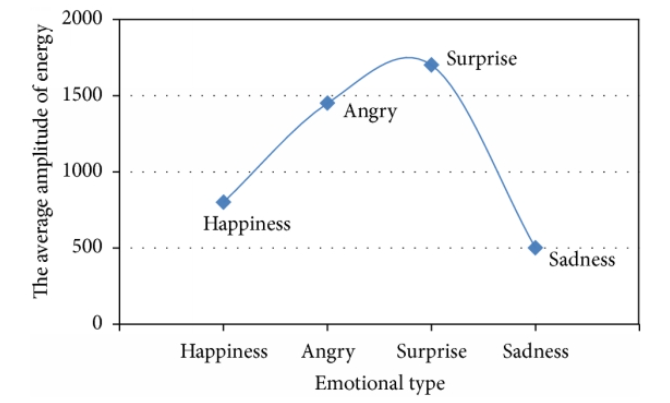 2000
1500
1000
500
0
The average amplitude of energy
Surprise
Angry
Happiness
Sadness
Happiness Angry Surprise Sadness
Emotional type